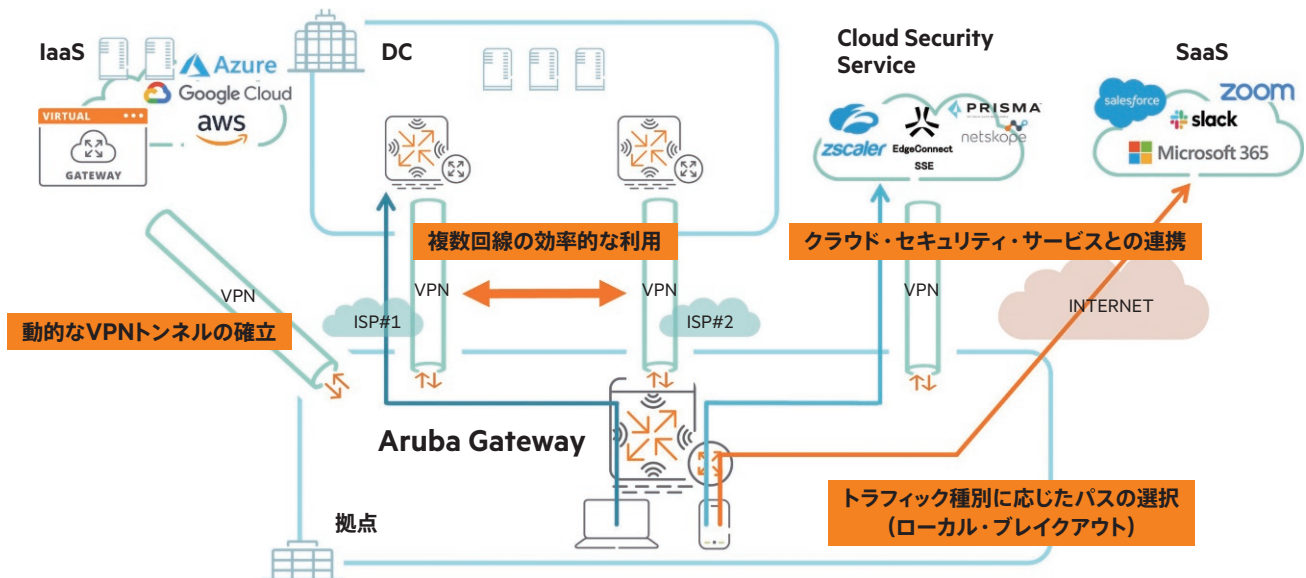 IaaS
Azure
Google Cloud
aws
VIRTUAL
GATEWAY
DC
Cloud Security
Service
zscaler
EdgeConnect
SSE
PRISMA
netskope
SaaS
salesforce
zoom
slack
Microsoft 365
複数回線の効率的な利用
クラウド・セキュリティ・サービスとの連携
VPN
VPN
VPN
VPN
動的なVPNトンネルの確立
ISP#1
ISP#2
INTERNET
Aruba Gateway
トラフィック種別に応じたパスの選択
(ローカル・ブレイクアウト)
拠点